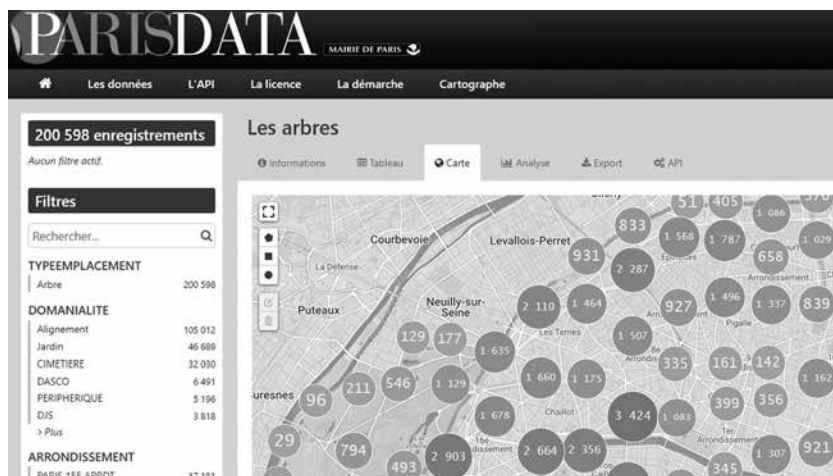 PARISDATA MAIRIE DE PARIS
Les données L'API La licence La démarche Cartographe
200 598 enregistrements
Aucun filtre actif.
Filtres
Rechercher...
TYPEEMPLACEMENT
Arbre 200 598
DOMANIALITE
Alignement 105 012
Jardin 46 689
CIMETIERE 32 030
DASCO 6 491
PERIPHERIQUE 5 196
DJS 3 818
> Plus
ARRONDISSEMENT
Les arbres
Informations Tableau Carte Analyse Export API
51 405
1 086
833
1 568 1 787
1 029
Courbevoie Levallois-Perret
931
658
La Défense
2 287
Arrondissement
Puteaux
Neuilly-sur-
Seine
2 110 1 464
927
1 496 1 337 839
Les Ternes
Pigalle
129 177
1 507
1 635
335 161 142
211 546 1 129
1 660 1 175
1 162
uresnes
96
399 356
1 678
Chaillot
3 424 1 083
29
16e
7e
Arrondissement
794
493
2 903
2 664 2 356
345
1 307 921